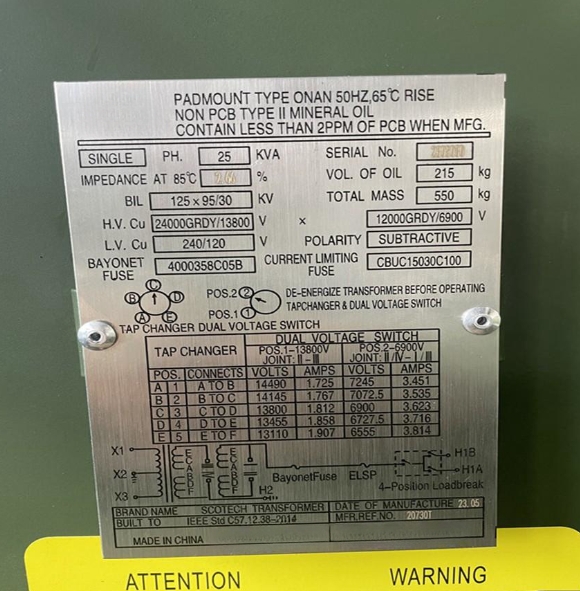 PADMOUNT TYPE ONAN 50HZ,65℃ RISE
NON PCB TYPE II MINERAL OIL
CONTAIN LESS THAN 2PPM OF PCB WHEN MFG.
SINGLE PH. 25 KVA SERIAL No.
IMPEDANCE AT 85℃ % VOL. OF OIL 215 kg
BIL 125 x 95/30 KV TOTAL MASS 550 kg
H.V. Cu 24000GRDY/13800 V x 12000GRDY/6900 V
L.V. Cu 240/120 V POLARITY SUBTRACTIVE
BAYONET FUSE 4000358C05B CURRENT LIMITING FUSE CBUC15030C100
A B C D E
POS.2 ②
POS.1 ①
DE-ENERGIZE TRANSFORMER BEFORE OPERATING
TAPCHANGER & DUAL VOLTAGE SWITCH
TAP CHANGER DUAL VOLTAGE SWITCH
TAP CHANGER DUAL VOLTAGE SWITCH
POS.1-13800V POS.2-6900V
JOINT: II-III JOINT: II/IV-I/III
POS. CONNECTS VOLTS AMPS VOLTS AMPS
A 1 A TO B 14490 1.725 7245 3.451
B 2 B TO C 14145 1.767 7072.5 3.535
C 3 C TO D 13800 1.812 6900 3.623
D 4 D TO E 13455 1.858 6727.5 3.716
E 5 E TO F 13110 1.907 6555 3.814
X1
X2
X3
E C A B D F
E C A B D F
H2
BayonetFuse ELSP
H1B
H1A
4-Position Loadbreak
BRAND NAME SCOTECH TRANSFORMER DATE OF MANUFACTURE 23.05
BUILT TO IEEE Std C57.12.38-2014 MFR.REF.NO. 20730T
MADE IN CHINA
ATTENTION WARNING